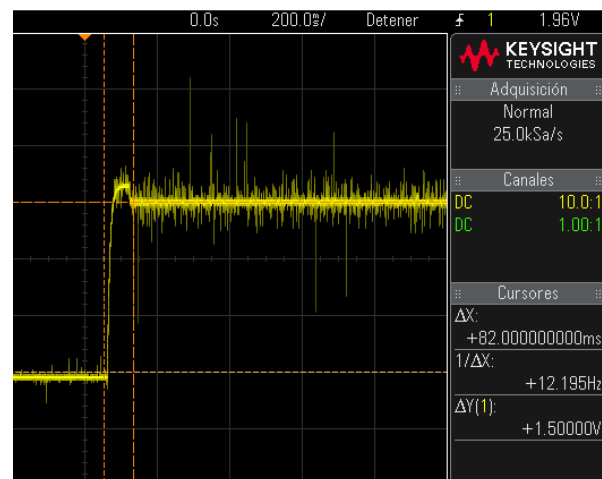 0.0s 200.0㎳/ Detener 1 1.96V
KEYSIGHT
TECHNOLOGIES
Adquisición
Normal
25.0kSa/s
Canales
DC 10.0:1
DC 1.00:1
Cursores
ΔX:
+82.000000000ms
1/ΔX:
+12.195Hz
ΔY(1):
+1.50000V